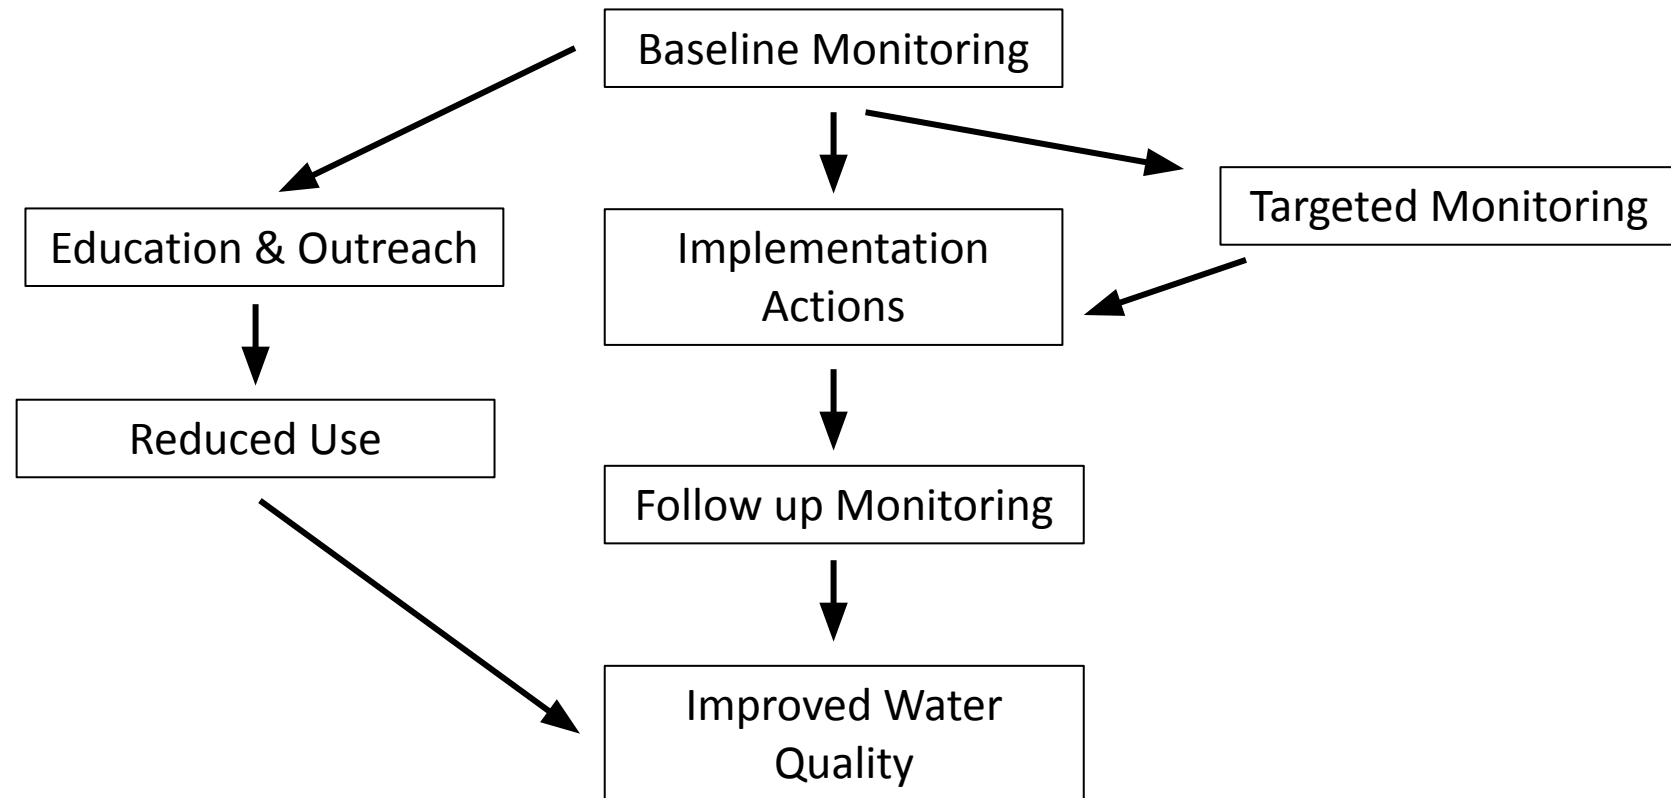 Baseline Monitoring
Targeted Monitoring
Education & Outreach
Implementation
Actions
Reduced Use
Follow up Monitoring
Improved Water
Quality